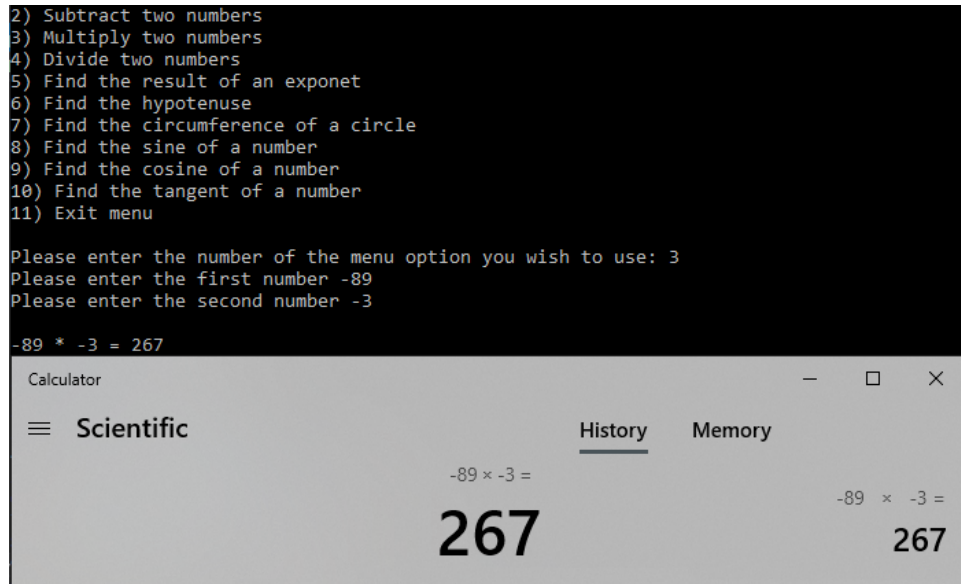 2) Subtract two numbers
3) Multiply two numbers
4) Divide two numbers
5) Find the result of an exponet
6) Find the hypotenuse
7) Find the circumference of a circle
8) Find the sine of a number
9) Find the cosine of a number
10) Find the tangent of a number
11) Exit menu
Please enter the number of the menu option you wish to use: 3
Please enter the first number -89
Please enter the second number -3
-89 * -3 = 267
Calculator
Scientific
History Memory
-89 × -3 =
267
-89 × -3 =
267